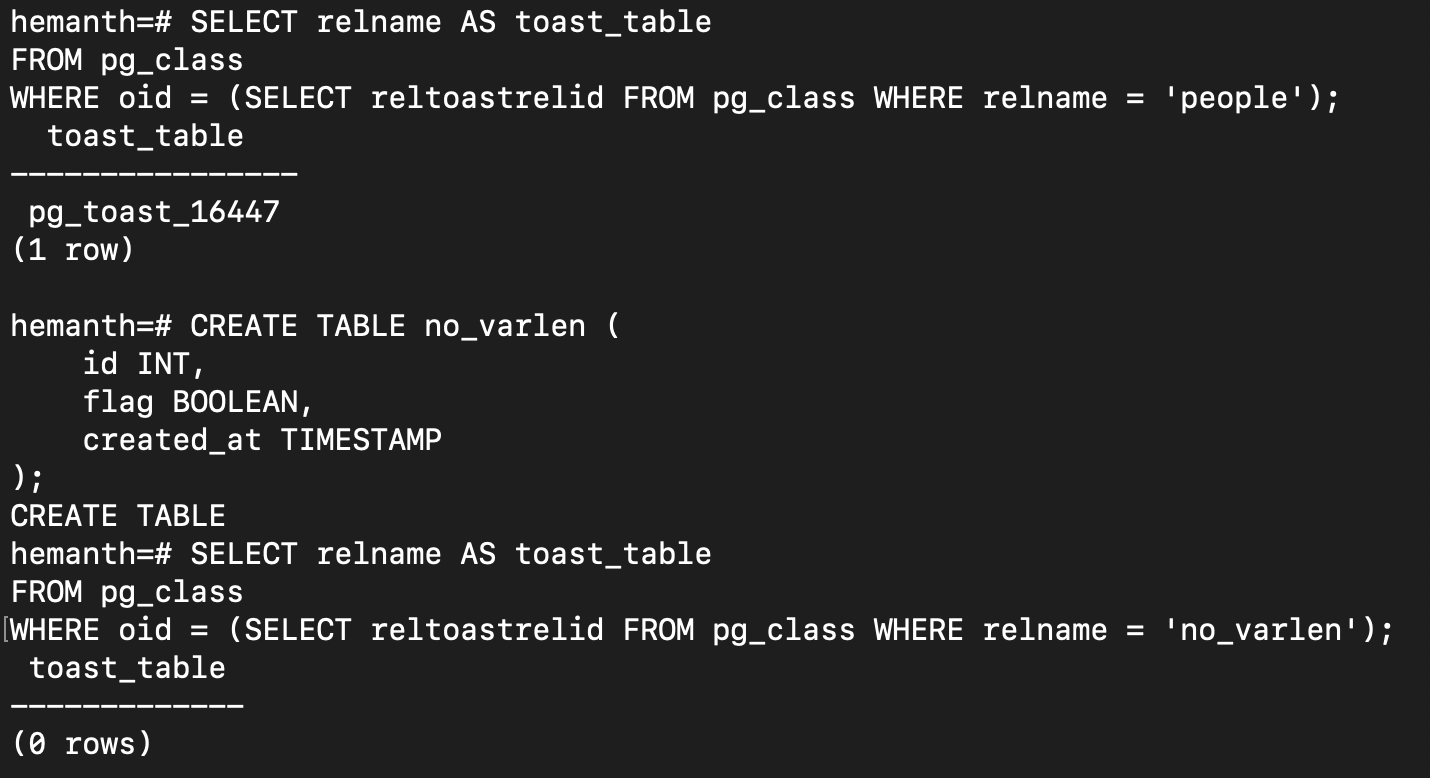 hemanth=# SELECT relname AS toast_table
FROM pg_class
WHERE oid = (SELECT reltoastrelid FROM pg_class WHERE relname = 'people');
  toast_table
----------------
 pg_toast_16447
(1 row)

hemanth=# CREATE TABLE no_varlen (
    id INT,
    flag BOOLEAN,
    created_at TIMESTAMP
);
CREATE TABLE
hemanth=# SELECT relname AS toast_table
FROM pg_class
[WHERE oid = (SELECT reltoastrelid FROM pg_class WHERE relname = 'no_varlen');
 toast_table
-------------
(0 rows)